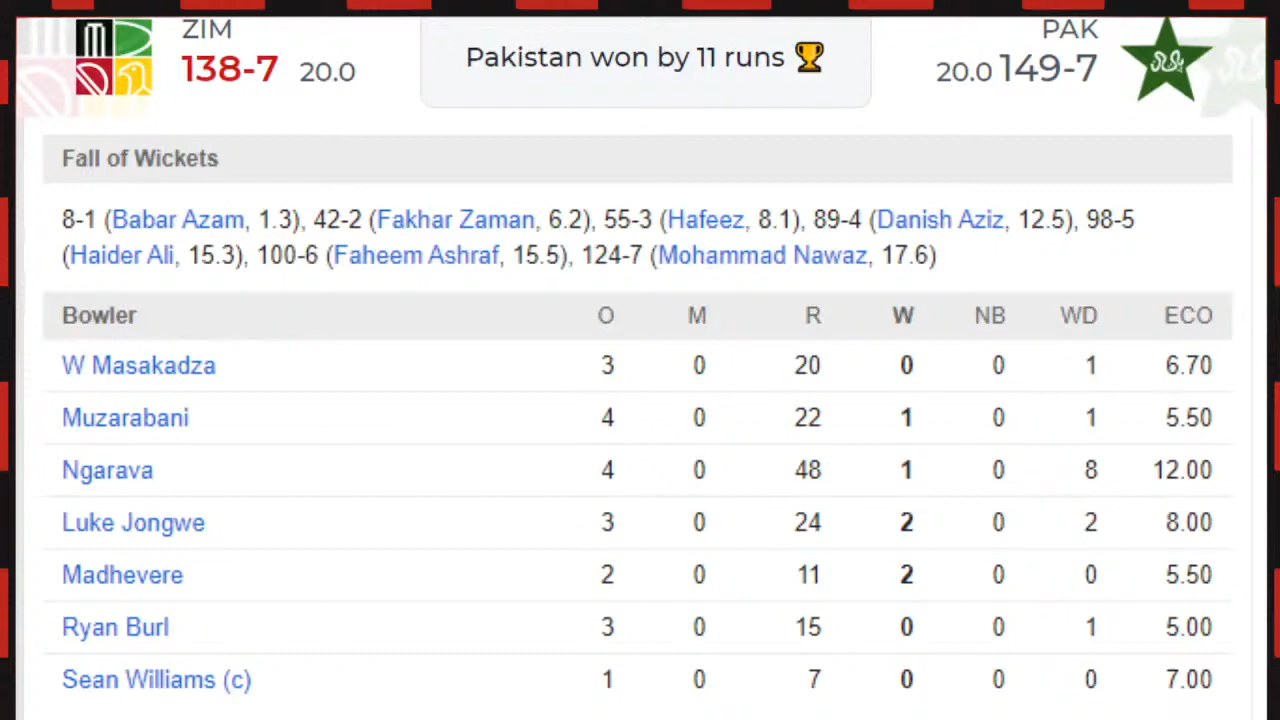 ZIM
138-7 20.0
Pakistan won by 11 runs 🏆
PAK
20.0 149-7
Fall of Wickets
8-1 (Babar Azam, 1.3), 42-2 (Fakhar Zaman, 6.2), 55-3 (Hafeez, 8.1), 89-4 (Danish Aziz, 12.5), 98-5
(Haider Ali, 15.3), 100-6 (Faheem Ashraf, 15.5), 124-7 (Mohammad Nawaz, 17.6)
Bowler O M R W NB WD ECO
W Masakadza 3 0 20 0 0 1 6.70
Muzarabani 4 0 22 1 0 1 5.50
Ngarava 4 0 48 1 0 8 12.00
Luke Jongwe 3 0 24 2 0 2 8.00
Madhevere 2 0 11 2 0 0 5.50
Ryan Burl 3 0 15 0 0 1 5.00
Sean Williams (c) 1 0 7 0 0 0 7.00